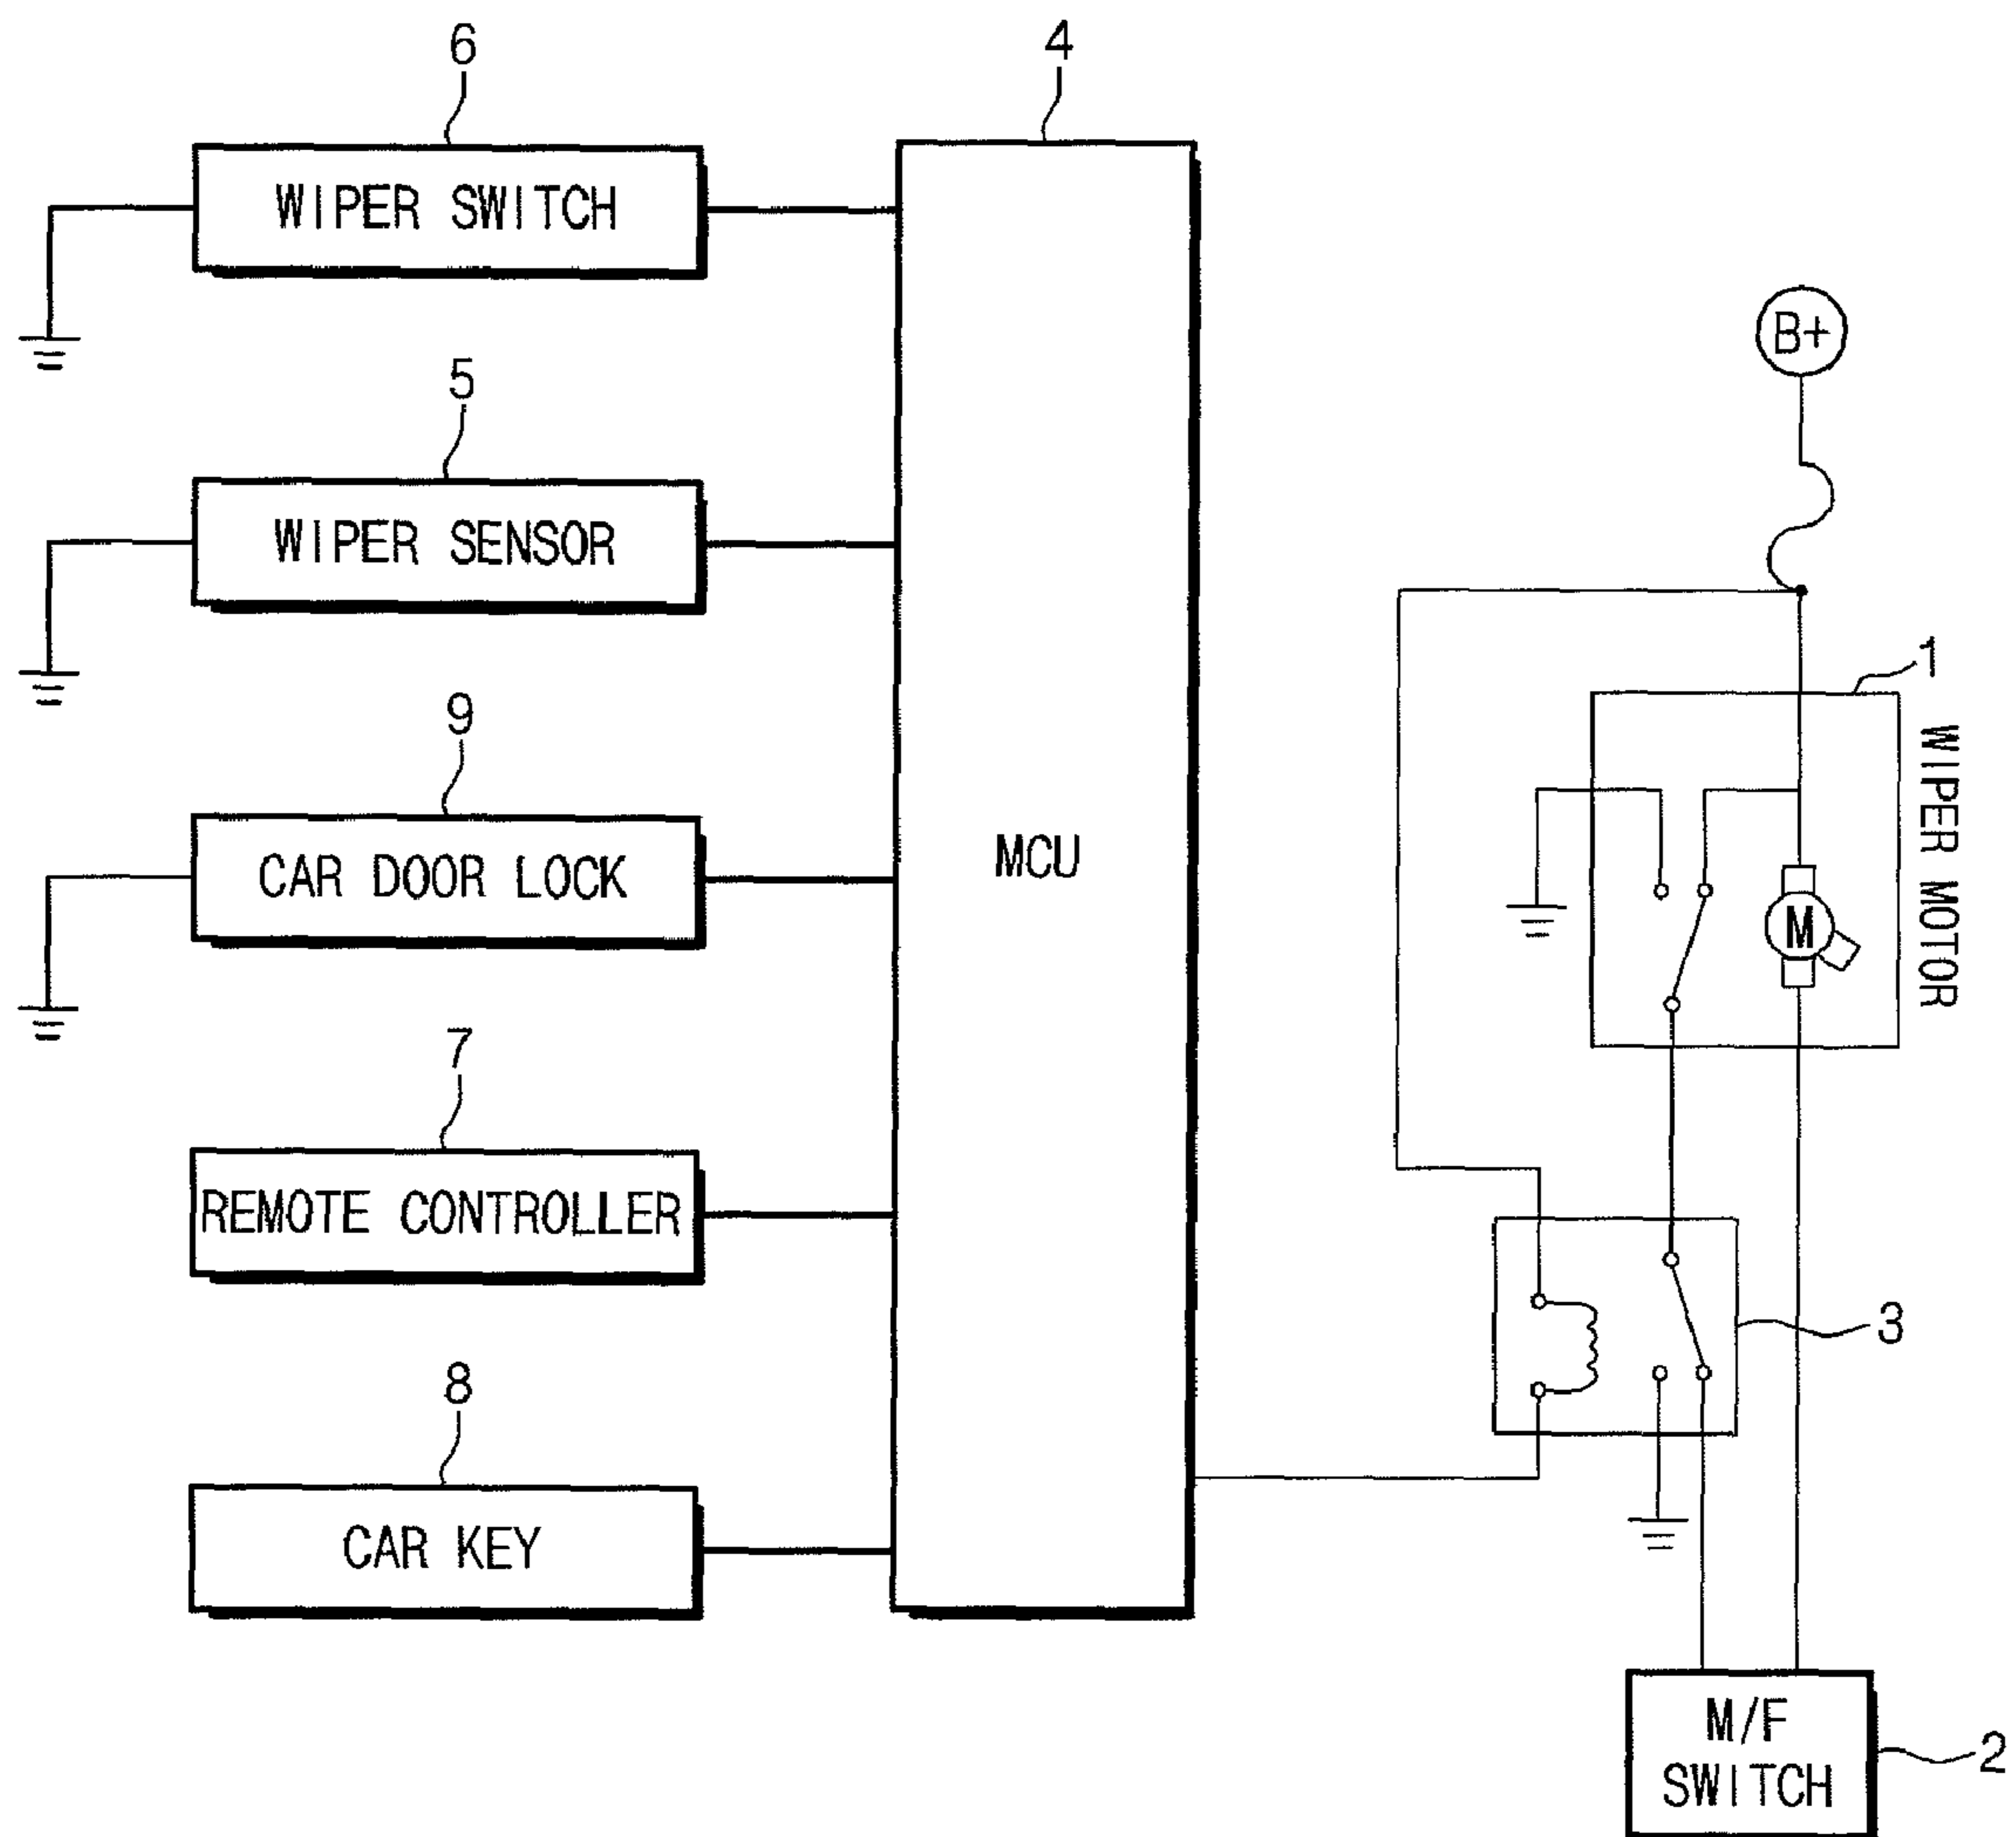 6
WIPER SWITCH
5
WIPER SENSOR
9
CAR DOOR LOCK
7
REMOTE CONTROLLER
8
CAR KEY
4
MCU
B+
1
WIPER MOTOR
M
3
M/F
SWITCH
2